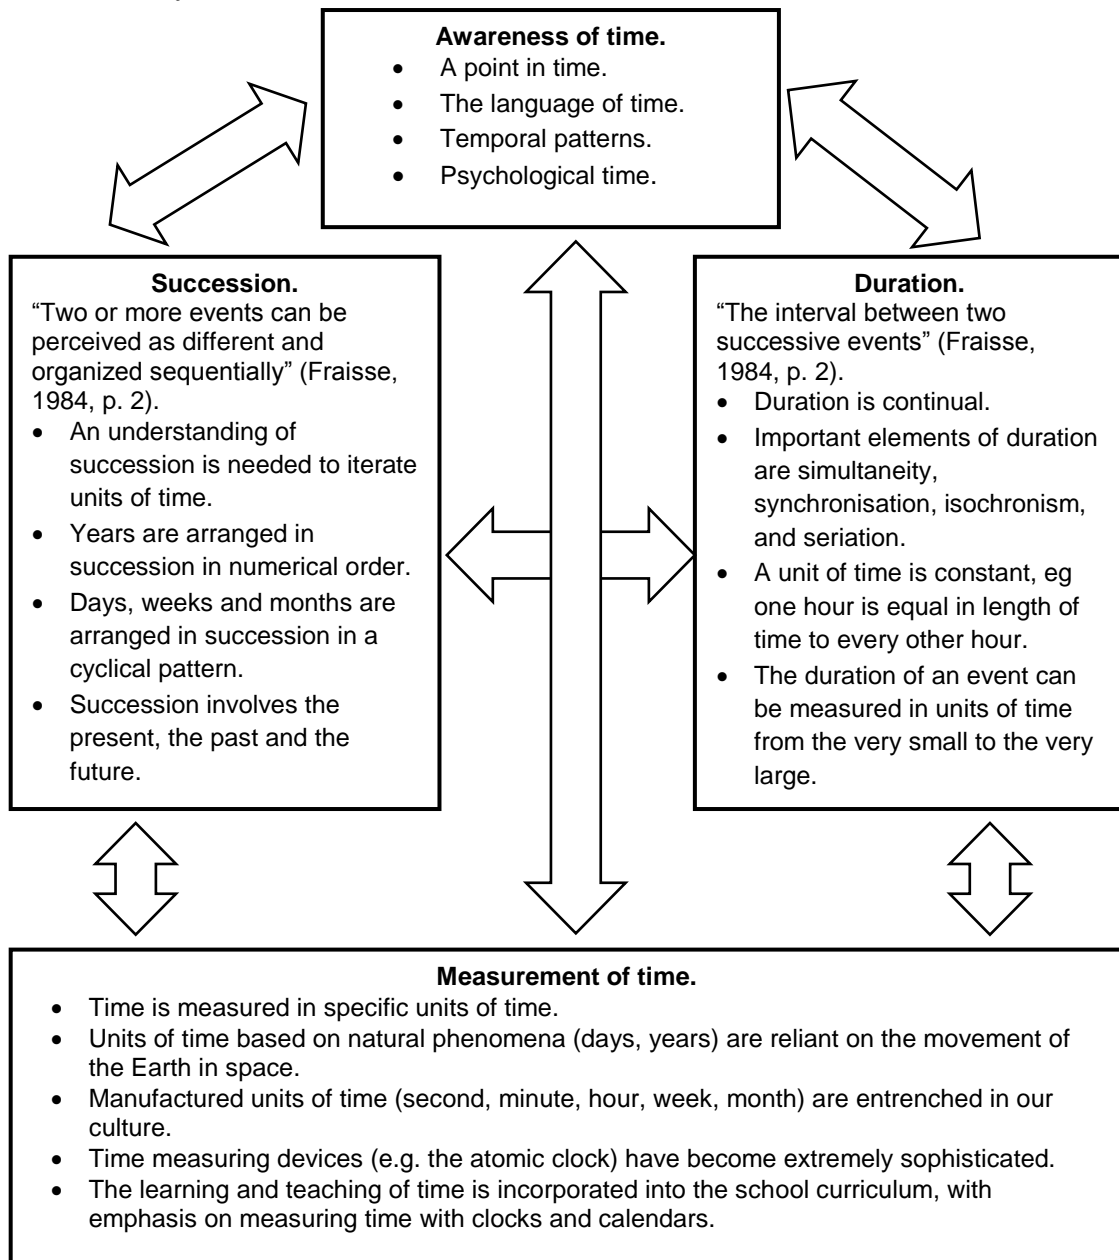 Awareness of time.
• A point in time.
• The language of time.
• Temporal patterns.
• Psychological time.
Succession.
“Two or more events can be
perceived as different and
organized sequentially” (Fraisse,
1984, p. 2).
• An understanding of
succession is needed to iterate
units of time.
• Years are arranged in
succession in numerical order.
• Days, weeks and months are
arranged in succession in a
cyclical pattern.
• Succession involves the
present, the past and the
future.
Duration.
“The interval between two
successive events” (Fraisse,
1984, p. 2).
• Duration is continual.
• Important elements of duration
are simultaneity,
synchronisation, isochronism,
and seriation.
• A unit of time is constant, eg
one hour is equal in length of
time to every other hour.
• The duration of an event can
be measured in units of time
from the very small to the very
large.
Measurement of time.
• Time is measured in specific units of time.
• Units of time based on natural phenomena (days, years) are reliant on the movement of
the Earth in space.
• Manufactured units of time (second, minute, hour, week, month) are entrenched in our
culture.
• Time measuring devices (e.g. the atomic clock) have become extremely sophisticated.
• The learning and teaching of time is incorporated into the school curriculum, with
emphasis on measuring time with clocks and calendars.